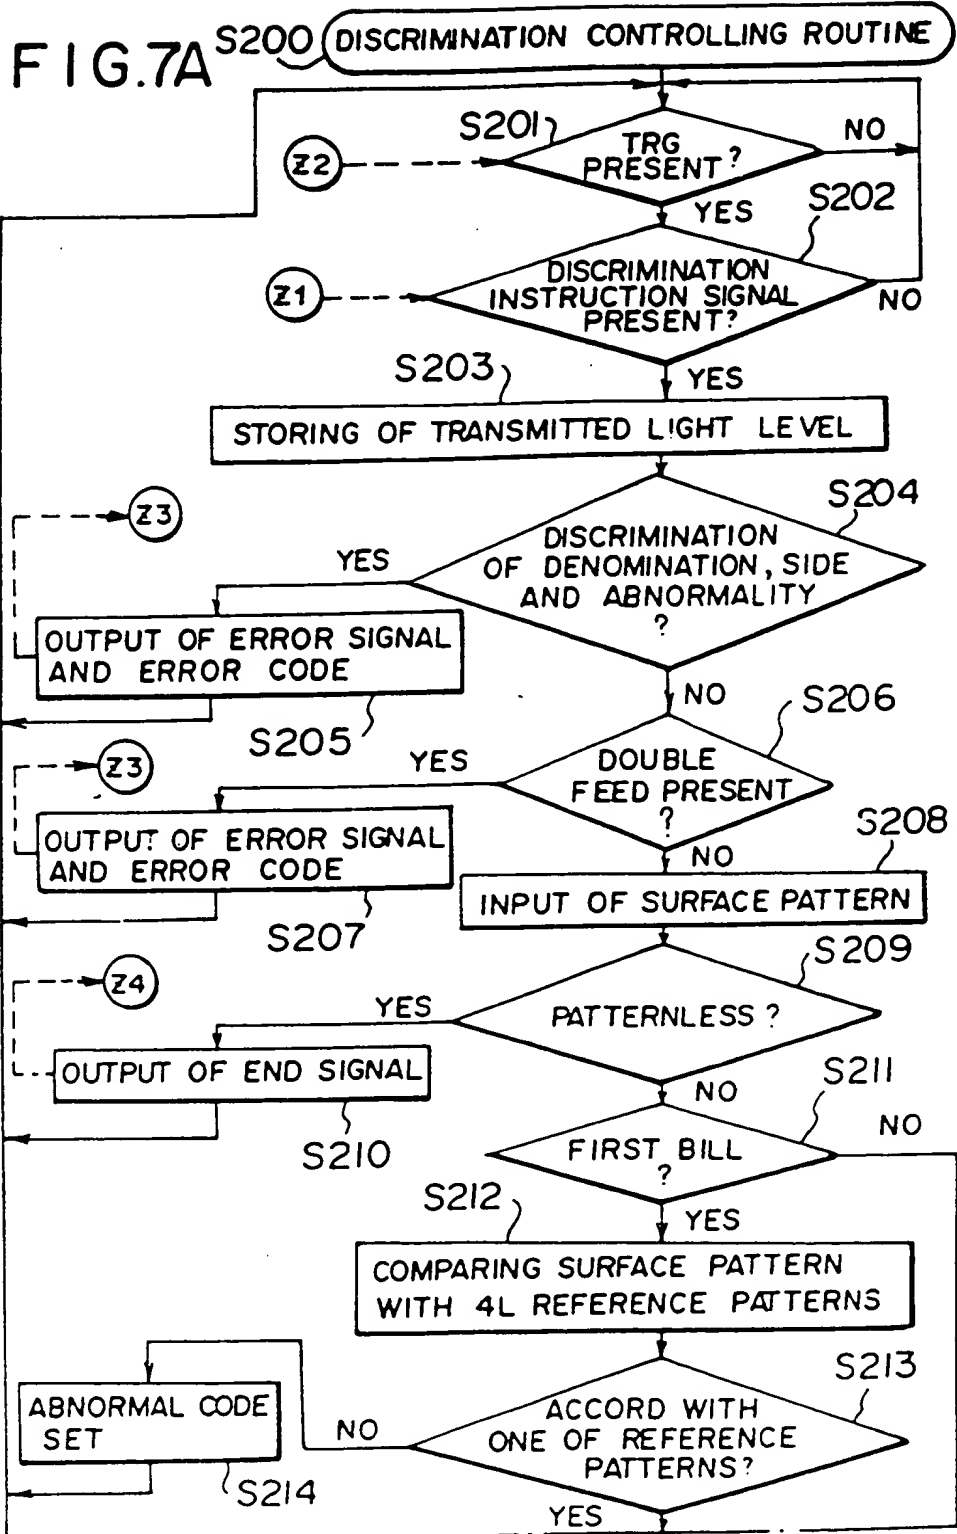 FIG.7A
S200
DISCRIMINATION CONTROLLING ROUTINE
S201
TRG
PRESENT?
NO
Z2
YES
S202
DISCRIMINATION
INSTRUCTION SIGNAL
PRESENT?
NO
Z1
YES
S203
STORING OF TRANSMITTED LIGHT LEVEL
S204
DISCRIMINATION
OF DENOMINATION, SIDE
AND ABNORMALITY
?
YES
Z3
OUTPUT OF ERROR SIGNAL
AND ERROR CODE
S205
NO
S206
DOUBLE
FEED PRESENT
?
YES
Z3
OUTPUT OF ERROR SIGNAL
AND ERROR CODE
S207
NO
S208
INPUT OF SURFACE PATTERN
S209
PATTERNLESS?
YES
Z4
OUTPUT OF END SIGNAL
S210
NO
S211
FIRST BILL
?
NO
YES
S212
COMPARING SURFACE PATTERN
WITH 4L REFERENCE PATTERNS
S213
ACCORD WITH
ONE OF REFERENCE
PATTERNS?
NO
ABNORMAL CODE
SET
S214
YES